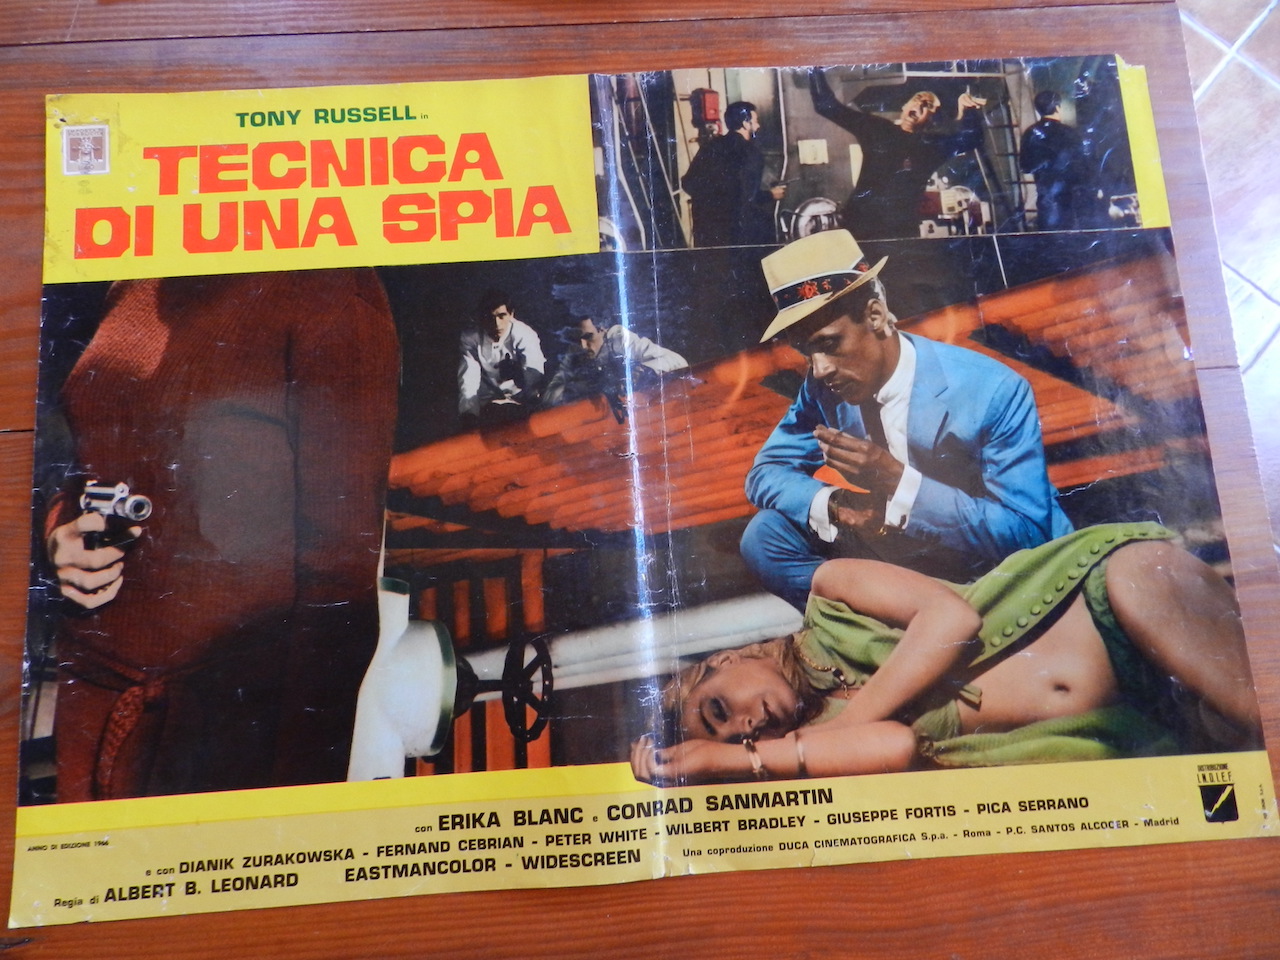 TONY RUSSELL in
TECNICA
DI UNA SPIA
con ERIKA BLANC e CONRAD SANMARTIN
e con DIANIK ZURAKOWSKA - FERNAND CEBRIAN - PETER WHITE - WILBERT BRADLEY - GIUSEPPE FORTIS - PICA SERRANO
Regia di ALBERT B. LEONARD EASTMANCOLOR - WIDESCREEN Una coproduzione DUCA CINEMATOGRAFICA S.p.a. - Roma - P.C. SANTOS ALCOCER - Madrid
ANNO DI EDIZIONE 1966
DISTRIBUZIONE
I.N.D.I.E.F.